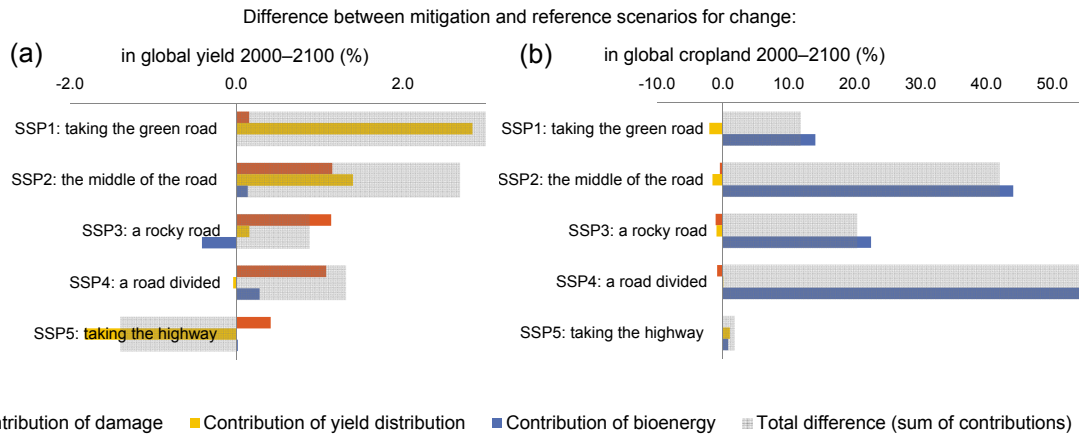 Difference between mitigation and reference scenarios for change:
(a)
in global yield 2000–2100 (%)
-2.0 0.0 2.0
SSP1: taking the green road
SSP2: the middle of the road
SSP3: a rocky road
SSP4: a road divided
SSP5: taking the highway
(b)
in global cropland 2000–2100 (%)
-10.0 0.0 10.0 20.0 30.0 40.0 50.0
SSP1: taking the green road
SSP2: the middle of the road
SSP3: a rocky road
SSP4: a road divided
SSP5: taking the highway
ntribution of damage Contribution of yield distribution Contribution of bioenergy Total difference (sum of contributions)